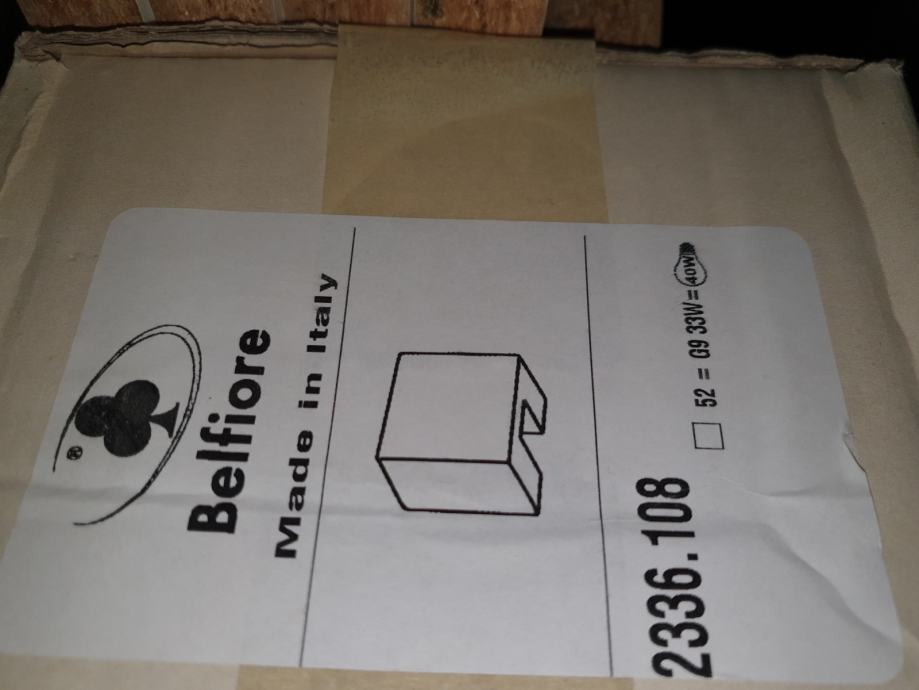 ®
Belfiore
Made in Italy
2336.108
52 = G9 33W = 40W